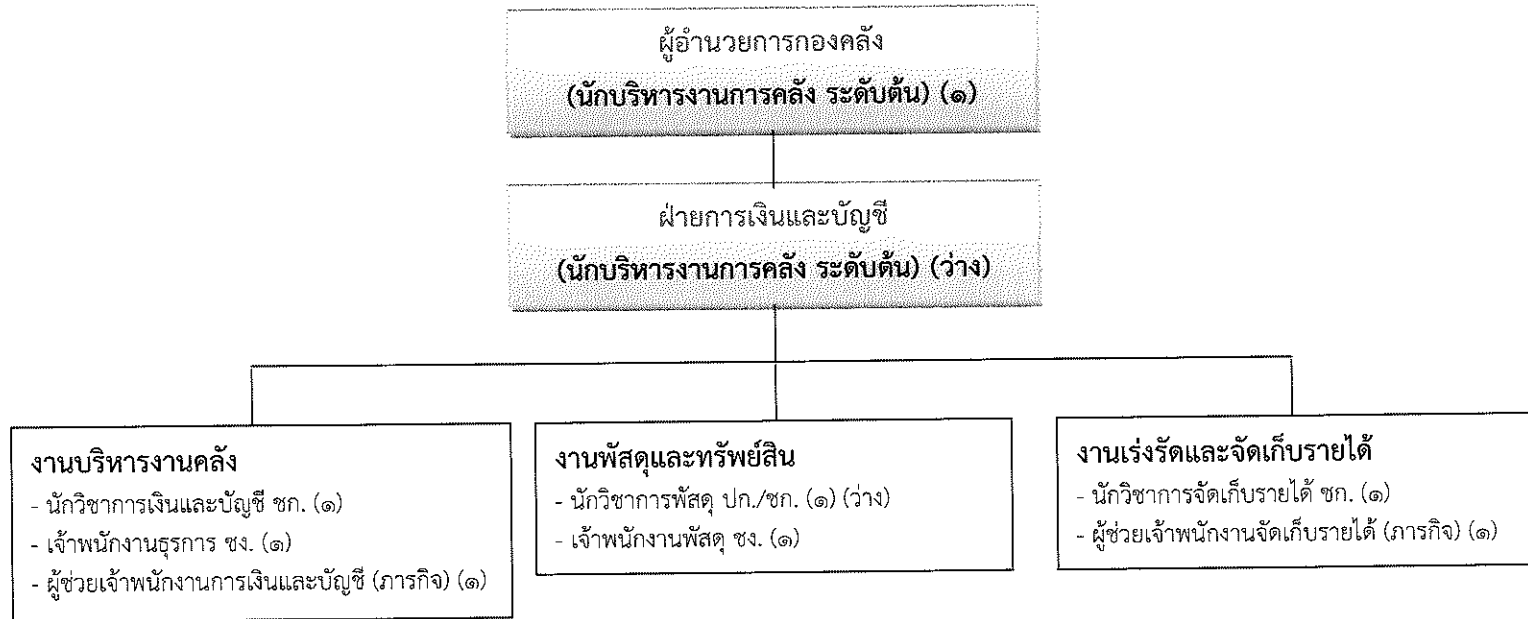 ผู้อำนวยการกองคลัง
(นักบริหารงานการคลัง ระดับต้น) (๑)
ฝ่ายการเงินและบัญชี
(นักบริหารงานการคลัง ระดับต้น) (ว่าง)
งานบริหารงานคลัง
- นักวิชาการเงินและบัญชี ชก. (๑)
- เจ้าพนักงานธุรการ ชง. (๑)
- ผู้ช่วยเจ้าพนักงานการเงินและบัญชี (ภารกิจ) (๑)
งานพัสดุและทรัพย์สิน
- นักวิชาการพัสดุ ปก./ชก. (๑) (ว่าง)
- เจ้าพนักงานพัสดุ ชง. (๑)
งานเร่งรัดและจัดเก็บรายได้
- นักวิชาการจัดเก็บรายได้ ชก. (๑)
- ผู้ช่วยเจ้าพนักงานจัดเก็บรายได้ (ภารกิจ) (๑)